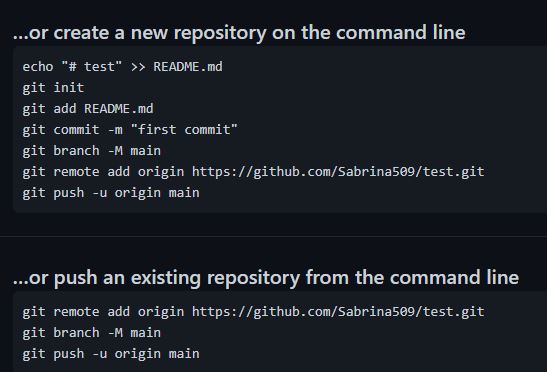 ...or create a new repository on the command line
echo "# test" >> README.md
git init
git add README.md
git commit -m "first commit"
git branch -M main
git remote add origin https://github.com/Sabrina509/test.git
git push -u origin main
...or push an existing repository from the command line
git remote add origin https://github.com/Sabrina509/test.git
git branch -M main
git push -u origin main